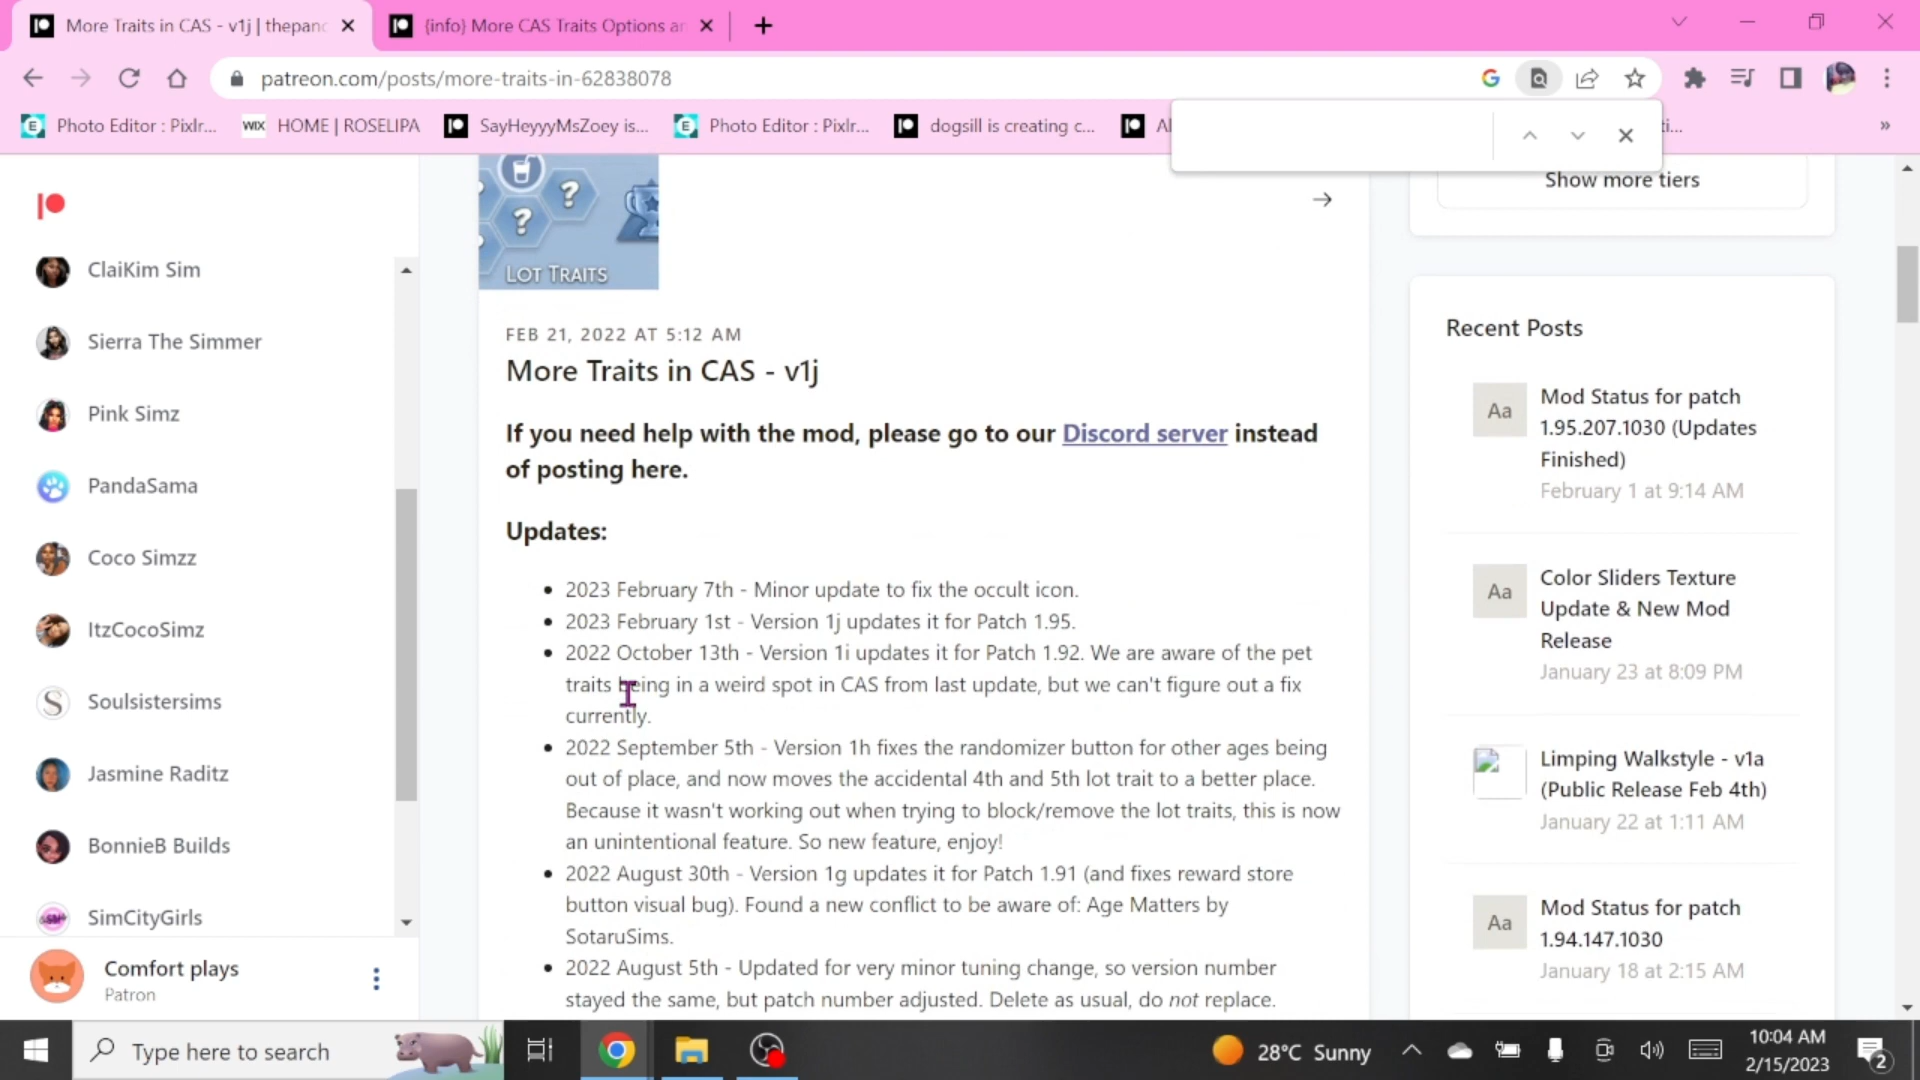 More Traits in CAS - v1j | thepanc
{info} More CAS Traits Options ar
patreon.com/posts/more-traits-in-62838078
Photo Editor : Pixlr...
WIX HOME | ROSELIPA
SayHeyyyMsZoey is...
Photo Editor : Pixlr...
dogsill is creating c...
Al
ti...
»
ClaiKim Sim
Sierra The Simmer
Pink Simz
PandaSama
Coco Simzz
ItzCocoSimz
Soulsistersims
Jasmine Raditz
BonnieB Builds
SimCityGirls
Comfort plays
Patron
LOT TRAITS
FEB 21, 2022 AT 5:12 AM
More Traits in CAS - v1j
If you need help with the mod, please go to our Discord server instead
of posting here.
Updates:
• 2023 February 7th - Minor update to fix the occult icon.
• 2023 February 1st - Version 1j updates it for Patch 1.95.
• 2022 October 13th - Version 1i updates it for Patch 1.92. We are aware of the pet
traits being in a weird spot in CAS from last update, but we can't figure out a fix
currently.
• 2022 September 5th - Version 1h fixes the randomizer button for other ages being
out of place, and now moves the accidental 4th and 5th lot trait to a better place.
Because it wasn't working out when trying to block/remove the lot traits, this is now
an unintentional feature. So new feature, enjoy!
• 2022 August 30th - Version 1g updates it for Patch 1.91 (and fixes reward store
button visual bug). Found a new conflict to be aware of: Age Matters by
SotaruSims.
• 2022 August 5th - Updated for very minor tuning change, so version number
stayed the same, but patch number adjusted. Delete as usual, do not replace.
Show more tiers
Recent Posts
Aa
Mod Status for patch
1.95.207.1030 (Updates
Finished)
February 1 at 9:14 AM
Aa
Color Sliders Texture
Update & New Mod
Release
January 23 at 8:09 PM
Limping Walkstyle - v1a
(Public Release Feb 4th)
January 22 at 1:11 AM
Aa
Mod Status for patch
1.94.147.1030
January 18 at 2:15 AM
Type here to search
28°C Sunny
10:04 AM
2/15/2023
2